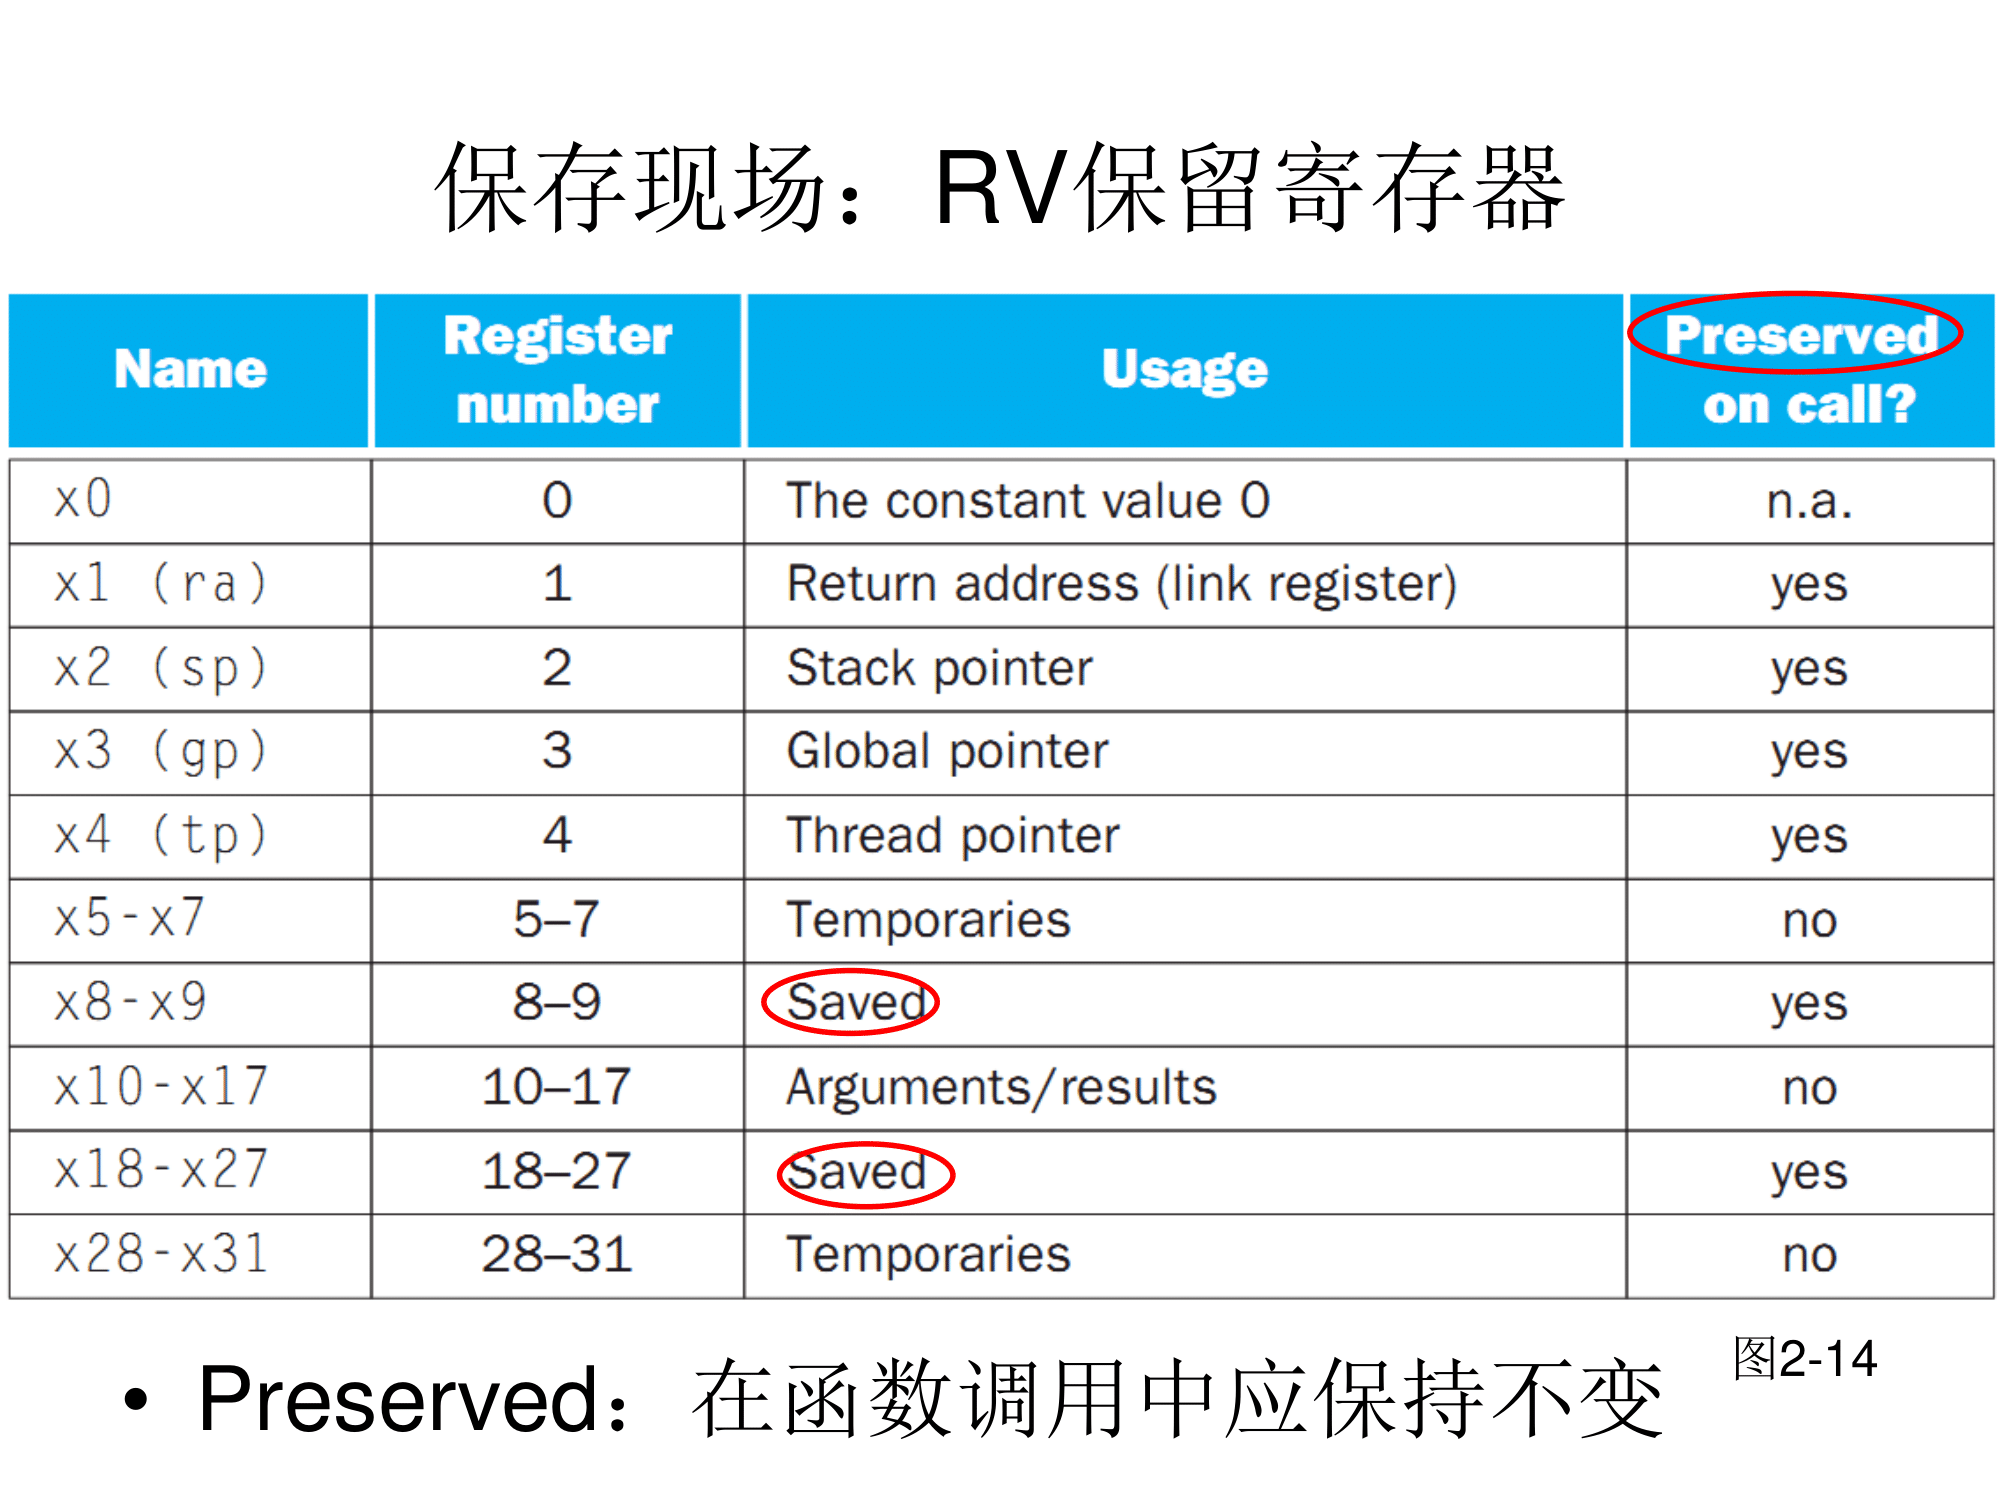 保存现场：RV保留寄存器
Name Register number Usage Preserved on call?
x0 0 The constant value 0 n.a.
x1 (ra) 1 Return address (link register) yes
x2 (sp) 2 Stack pointer yes
x3 (gp) 3 Global pointer yes
x4 (tp) 4 Thread pointer yes
x5-x7 5–7 Temporaries no
x8-x9 8–9 Saved yes
x10-x17 10–17 Arguments/results no
x18-x27 18–27 Saved yes
x28-x31 28–31 Temporaries no
图2-14
• Preserved：在函数调用中应保持不变